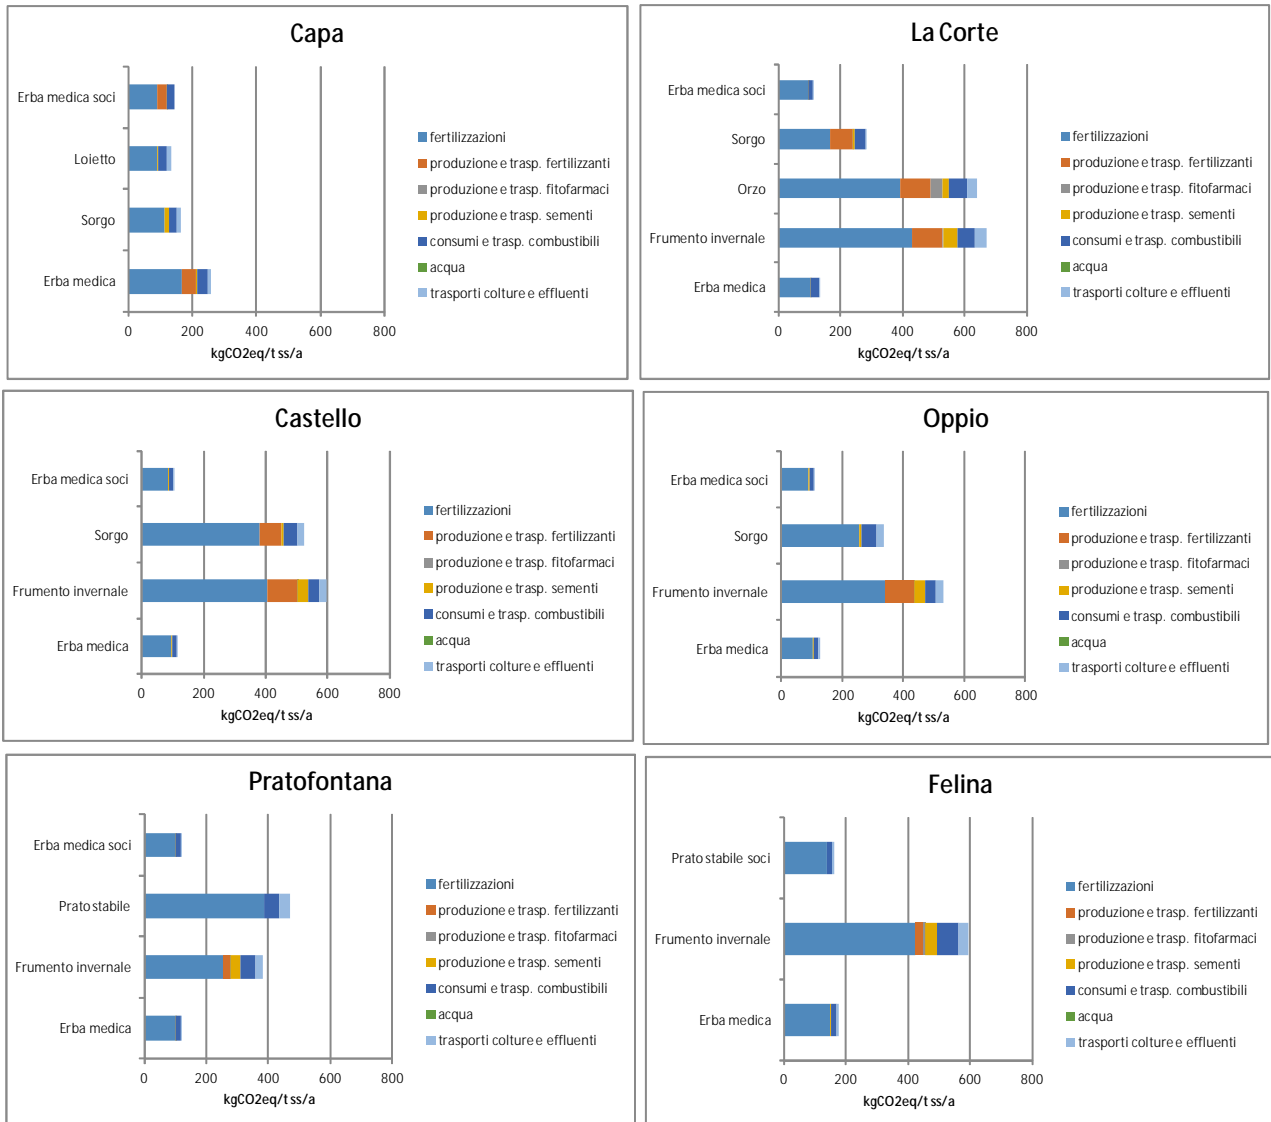 Capa
Erba medica soci
Loietto
Sorgo
Erba medica
0 200 400 600 800
kgCO2eq/t ss/a
fertilizzazioni
produzione e trasp. fertilizzanti
produzione e trasp. fitofarmaci
produzione e trasp. sementi
consumi e trasp. combustibili
acqua
trasporti colture e effluenti
La Corte
Erba medica soci
Sorgo
Orzo
Frumento invernale
Erba medica
0 200 400 600 800
kgCO2eq/t ss/a
fertilizzazioni
produzione e trasp. fertilizzanti
produzione e trasp. fitofarmaci
produzione e trasp. sementi
consumi e trasp. combustibili
acqua
trasporti colture e effluenti
Castello
Erba medica soci
Sorgo
Frumento invernale
Erba medica
0 200 400 600 800
kgCO2eq/t ss/a
fertilizzazioni
produzione e trasp. fertilizzanti
produzione e trasp. fitofarmaci
produzione e trasp. sementi
consumi e trasp. combustibili
acqua
trasporti colture e effluenti
Oppio
Erba medica soci
Sorgo
Frumento invernale
Erba medica
0 200 400 600 800
kgCO2eq/t ss/a
fertilizzazioni
produzione e trasp. fertilizzanti
produzione e trasp. fitofarmaci
produzione e trasp. sementi
consumi e trasp. combustibili
acqua
trasporti colture e effluenti
Pratofontana
Erba medica soci
Prato stabile
Frumento invernale
Erba medica
0 200 400 600 800
kgCO2eq/t ss/a
fertilizzazioni
produzione e trasp. fertilizzanti
produzione e trasp. fitofarmaci
produzione e trasp. sementi
consumi e trasp. combustibili
acqua
trasporti colture e effluenti
Felina
Prato stabile soci
Frumento invernale
Erba medica
0 200 400 600 800
kgCO2eq/t ss/a
fertilizzazioni
produzione e trasp. fertilizzanti
produzione e trasp. fitofarmaci
produzione e trasp. sementi
consumi e trasp. combustibili
acqua
trasporti colture e effluenti